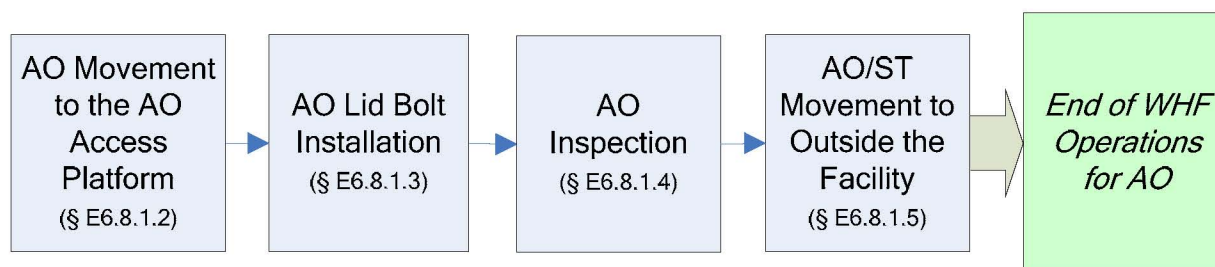 AO Movement
to the AO
Access
Platform
(§ E6.8.1.2)
AO Lid Bolt
Installation
(§ E6.8.1.3)
AO
Inspection
(§ E6.8.1.4)
AO/ST
Movement to
Outside the
Facility
(§ E6.8.1.5)
End of WHF
Operations
for AO